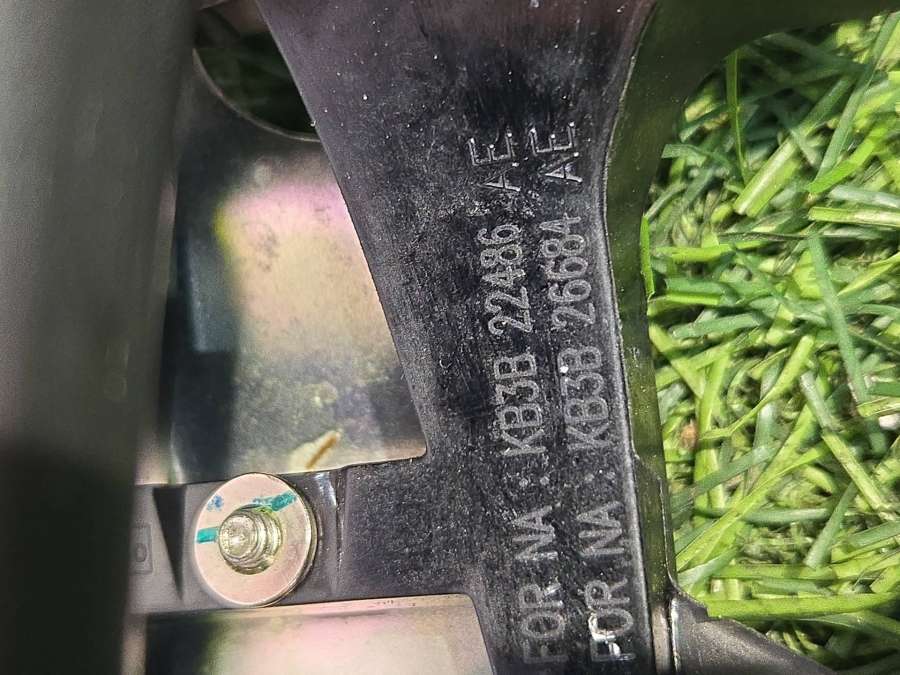 FOR NA : KB3B 22486 AE
FOR NA : KB3B 26684 AE